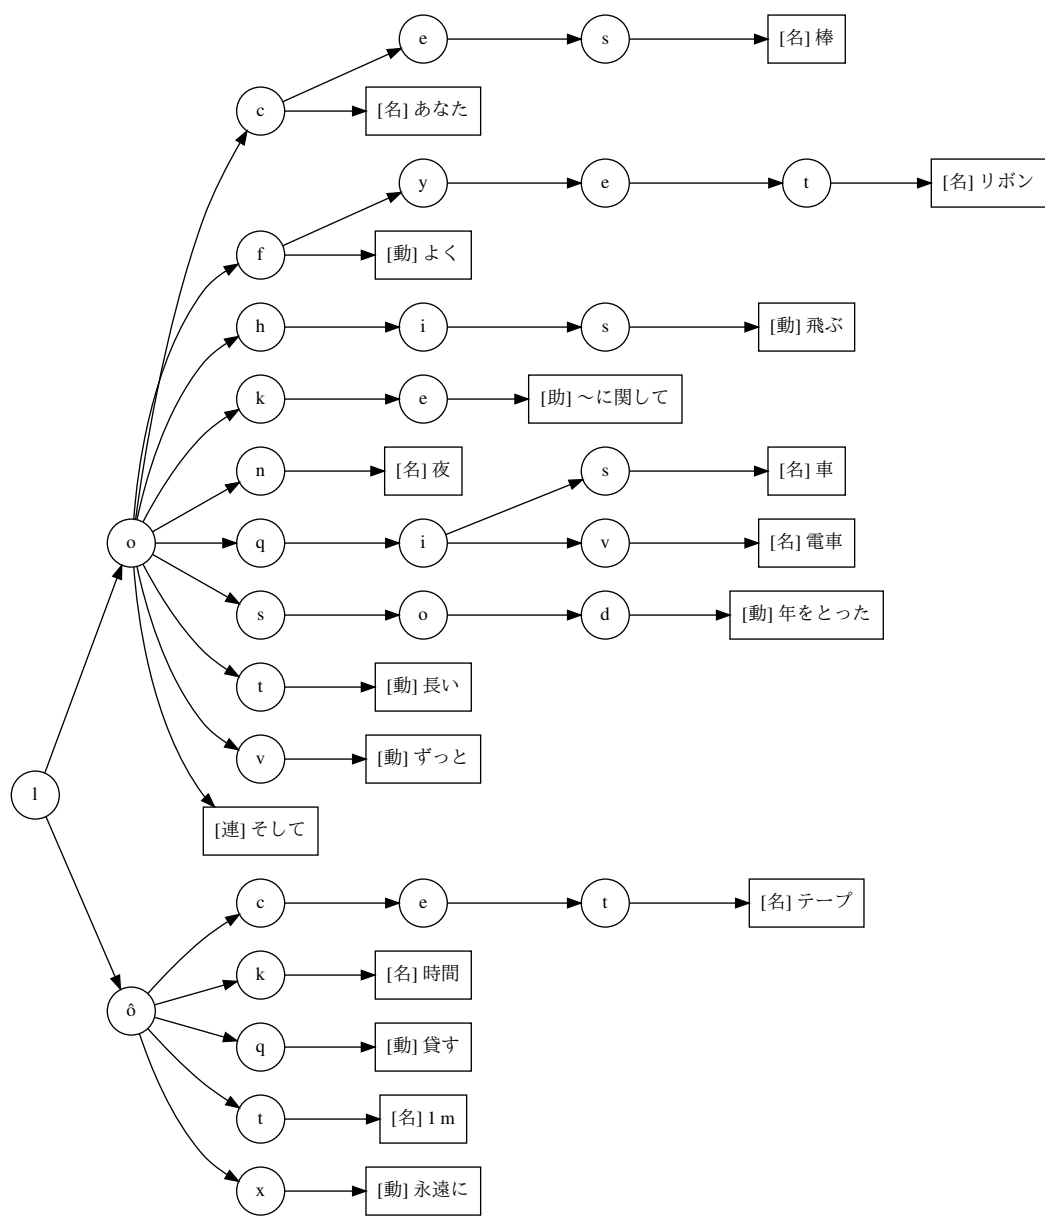 e s [名] 棒
c [名] あなた
y e t [名] リボン
f [動] よく
h i s [動] 飛ぶ
k e [助] 〜に関して
n [名] 夜
s [名] 車
o q i v [名] 電車
s o d [動] 年をとった
t [動] 長い
v [動] ずっと
l
[連] そして
c e t [名] テープ
k [名] 時間
ô
q [動] 貸す
t [名] 1 m
x [動] 永遠に